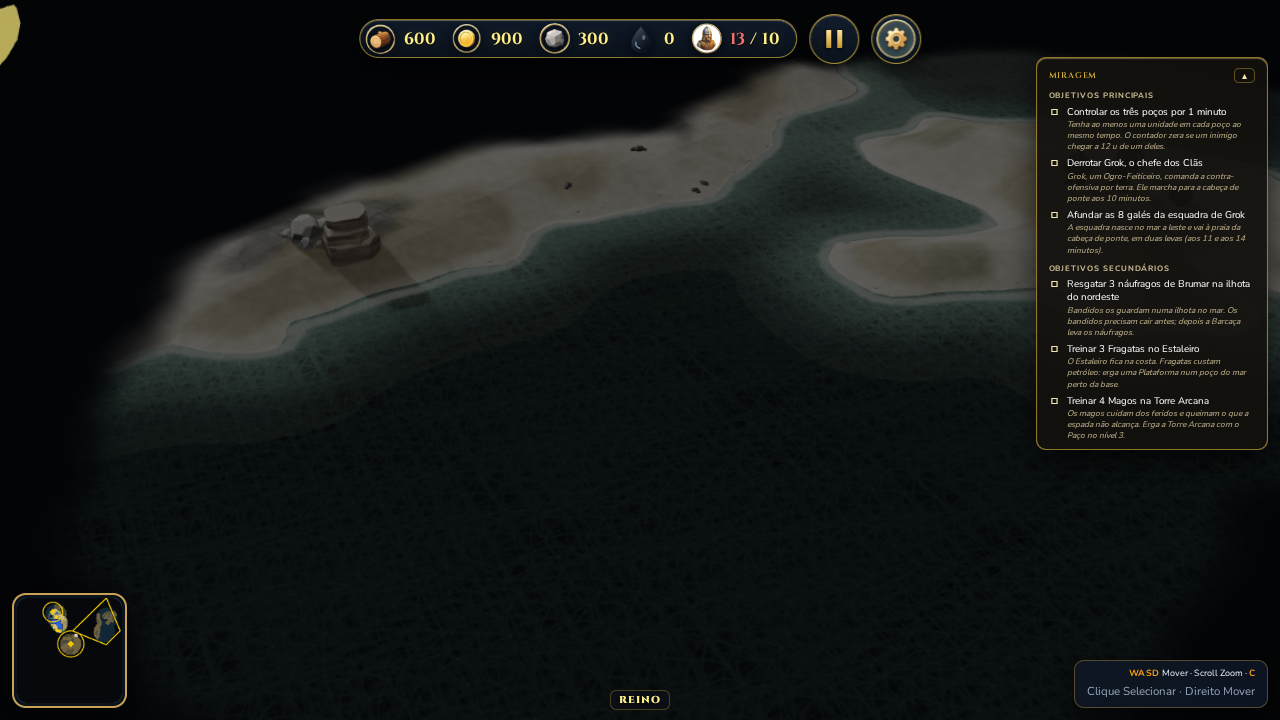 600 900 300 0 13 / 10
MIRAGEM ▲
OBJETIVOS PRINCIPAIS
Controlar os três poços por 1 minuto
Tenha ao menos uma unidade em cada poço ao
mesmo tempo. O contador zera se um inimigo
chegar a 12 u de um deles.
Derrotar Grok, o chefe dos Clãs
Grok, um Ogro-Feiticeiro, comanda a contra-
ofensiva por terra. Ele marcha para a cabeça de
ponte aos 10 minutos.
Afundar as 8 galés da esquadra de Grok
A esquadra nasce no mar a leste e vai à praia da
cabeça de ponte, em duas levas (aos 11 e aos 14
minutos).
OBJETIVOS SECUNDÁRIOS
Resgatar 3 náufragos de Brumar na ilhota
do nordeste
Bandidos os guardam numa ilhota no mar. Os
bandidos precisam cair antes; depois a Barcaça
leva os náufragos.
Treinar 3 Fragatas no Estaleiro
O Estaleiro fica na costa. Fragatas custam
petróleo: erga uma Plataforma num poço do mar
perto da base.
Treinar 4 Magos na Torre Arcana
Os magos cuidam dos feridos e queimam o que a
espada não alcança. Erga a Torre Arcana com o
Paço no nível 3.
WASD Mover · Scroll Zoom · C
Clique Selecionar · Direito Mover
REINO